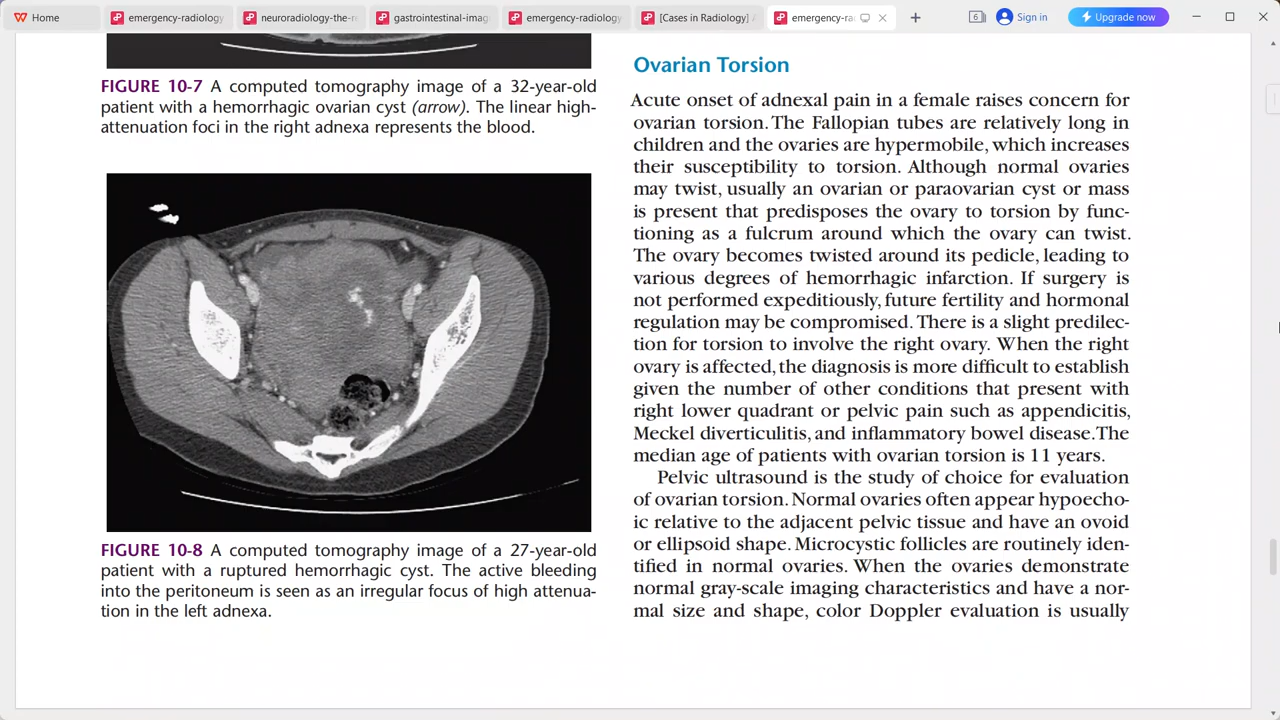 Home
emergency-radiology
neuroradiology-the-r
gastrointestinal-imag
emergency-radiology
[Cases in Radiology]
emergency-ra
6
Sign in
Upgrade now
FIGURE 10-7 A computed tomography image of a 32-year-old
patient with a hemorrhagic ovarian cyst (arrow). The linear high-
attenuation foci in the right adnexa represents the blood.
FIGURE 10-8 A computed tomography image of a 27-year-old
patient with a ruptured hemorrhagic cyst. The active bleeding
into the peritoneum is seen as an irregular focus of high attenua-
tion in the left adnexa.
Ovarian Torsion
Acute onset of adnexal pain in a female raises concern for
ovarian torsion. The Fallopian tubes are relatively long in
children and the ovaries are hypermobile, which increases
their susceptibility to torsion. Although normal ovaries
may twist, usually an ovarian or paraovarian cyst or mass
is present that predisposes the ovary to torsion by func-
tioning as a fulcrum around which the ovary can twist.
The ovary becomes twisted around its pedicle, leading to
various degrees of hemorrhagic infarction. If surgery is
not performed expeditiously, future fertility and hormonal
regulation may be compromised. There is a slight predilec-
tion for torsion to involve the right ovary. When the right
ovary is affected, the diagnosis is more difficult to establish
given the number of other conditions that present with
right lower quadrant or pelvic pain such as appendicitis,
Meckel diverticulitis, and inflammatory bowel disease. The
median age of patients with ovarian torsion is 11 years.
Pelvic ultrasound is the study of choice for evaluation
of ovarian torsion. Normal ovaries often appear hypoecho-
ic relative to the adjacent pelvic tissue and have an ovoid
or ellipsoid shape. Microcystic follicles are routinely iden-
tified in normal ovaries. When the ovaries demonstrate
normal gray-scale imaging characteristics and have a nor-
mal size and shape, color Doppler evaluation is usually